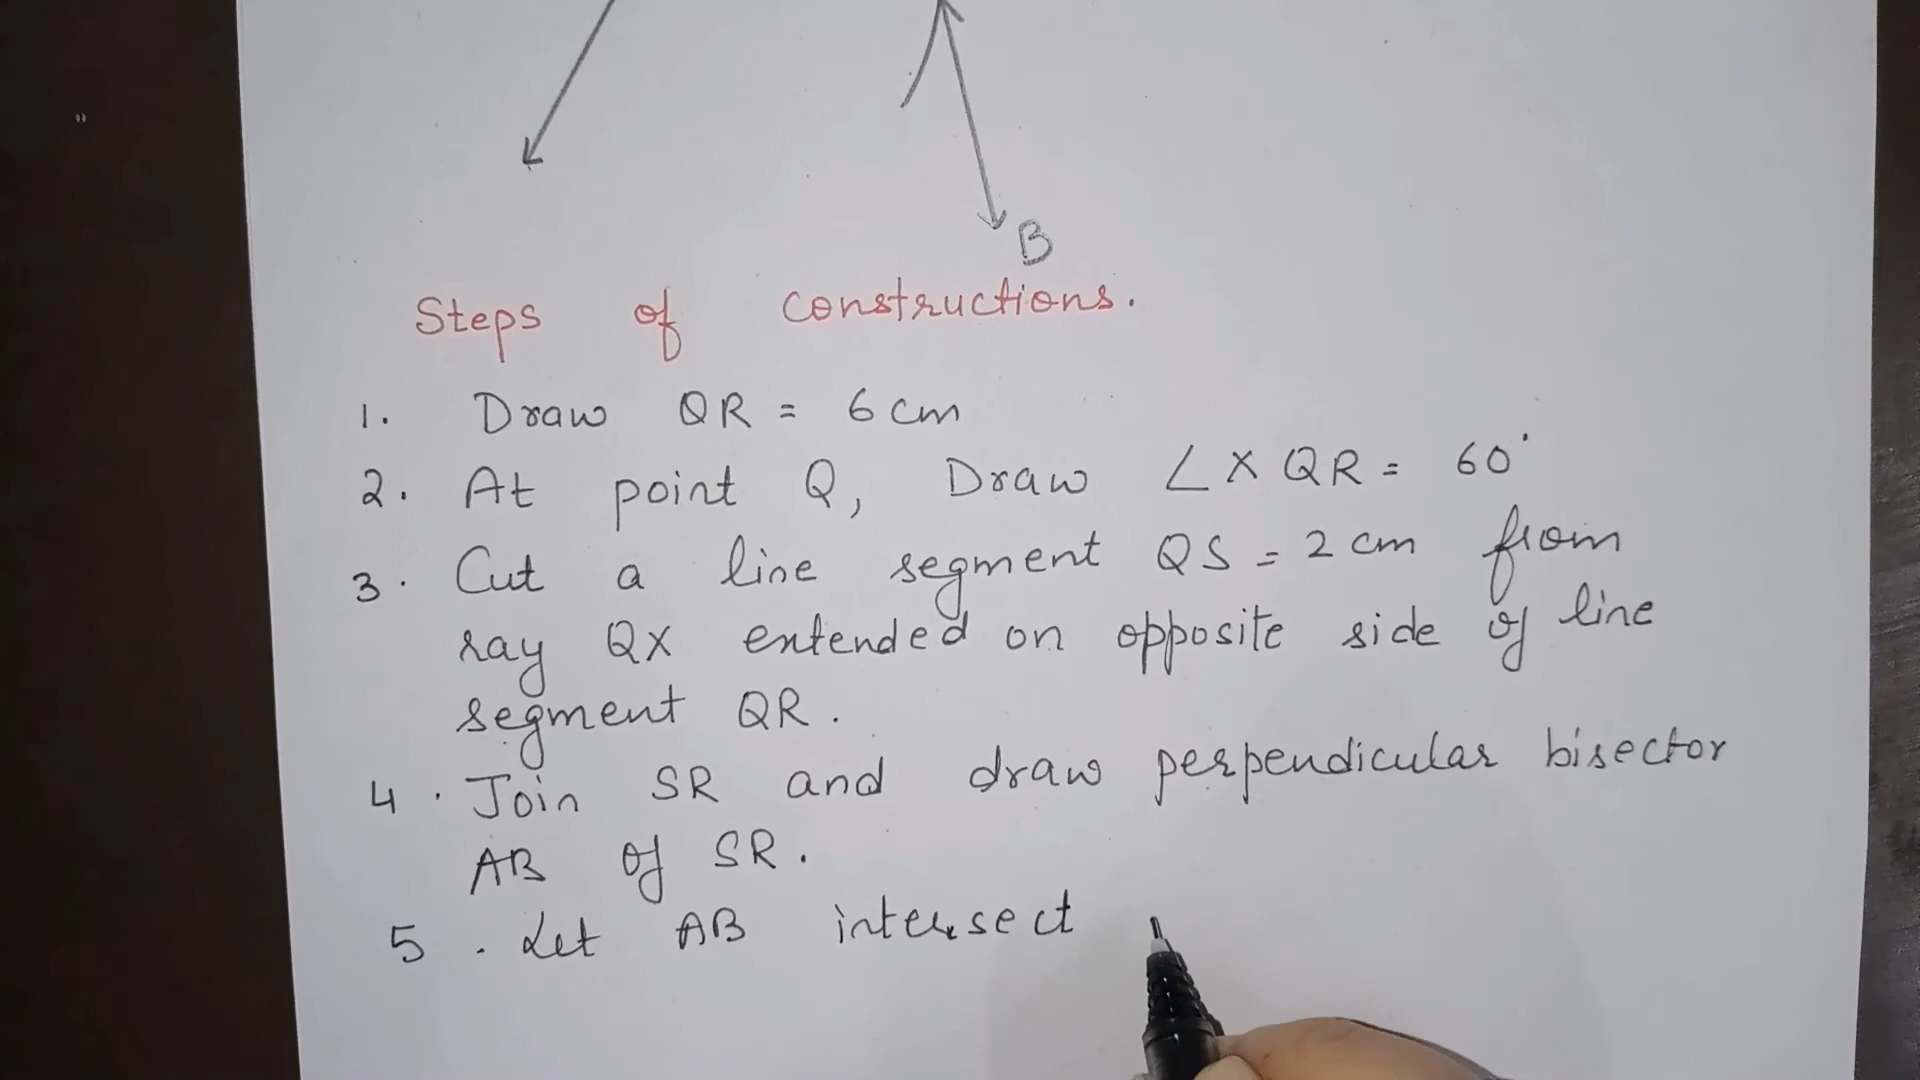 B
Steps of constructions.
1. Draw QR = 6 cm
2. At point Q, Draw ∠XQR = 60°
3. Cut a line segment QS = 2 cm from
ray QX extended on opposite side of line
segment QR.
4. Join SR and draw perpendicular bisector
AB of SR.
5. Let AB intersect